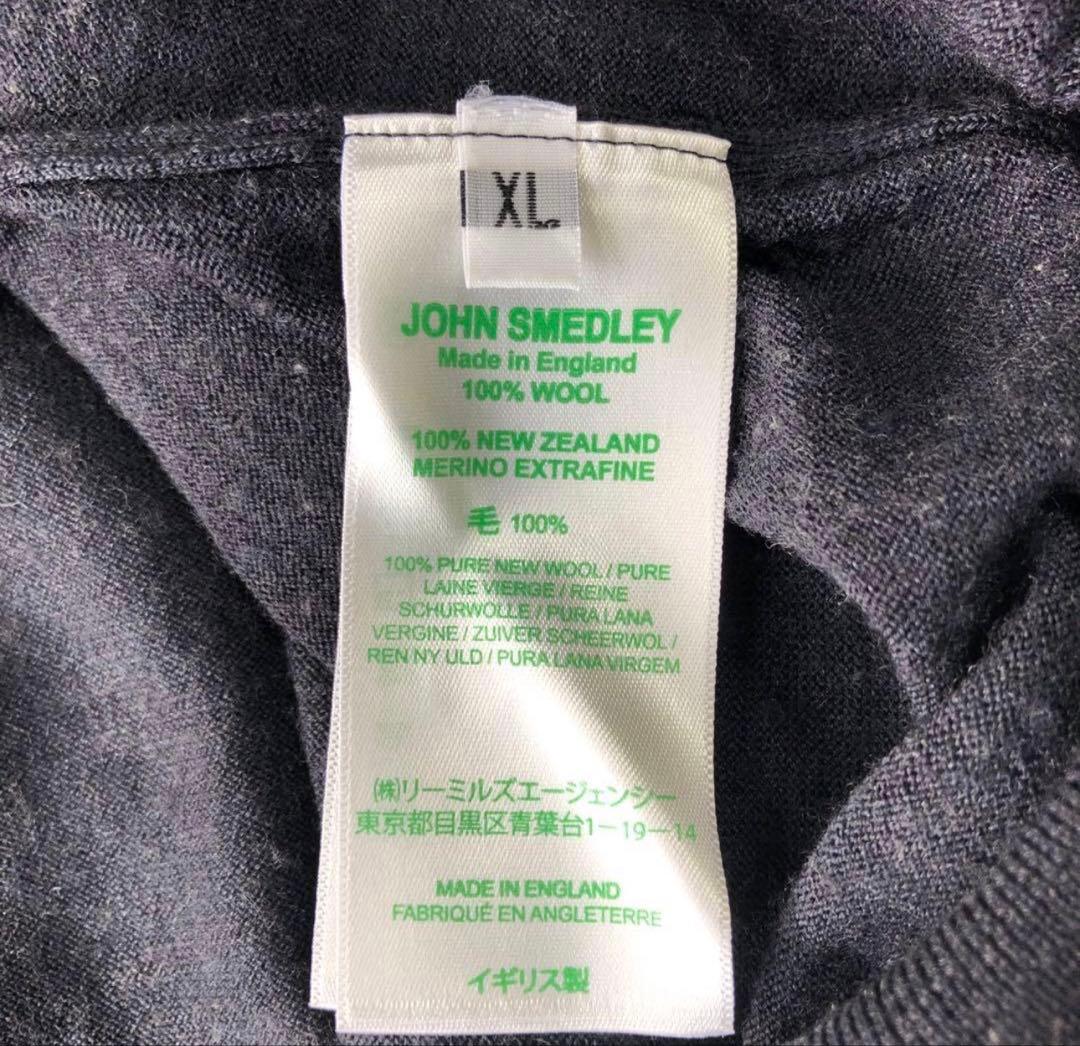 XL
JOHN SMEDLEY
Made in England
100% WOOL
100% NEW ZEALAND
MERINO EXTRAFINE
毛 100%
100% PURE NEW WOOL / PURE
LAINE VIERGE / REINE
SCHURWOLLE / PURA LANA
VERGINE / ZUIVER SCHEERWOL /
REN NY ULD / PURA LANA VIRGEM
㈱リーミルズエージェンシー
東京都目黒区青葉台1-19-14
MADE IN ENGLAND
FABRIQUÉ EN ANGLETERRE
イギリス製